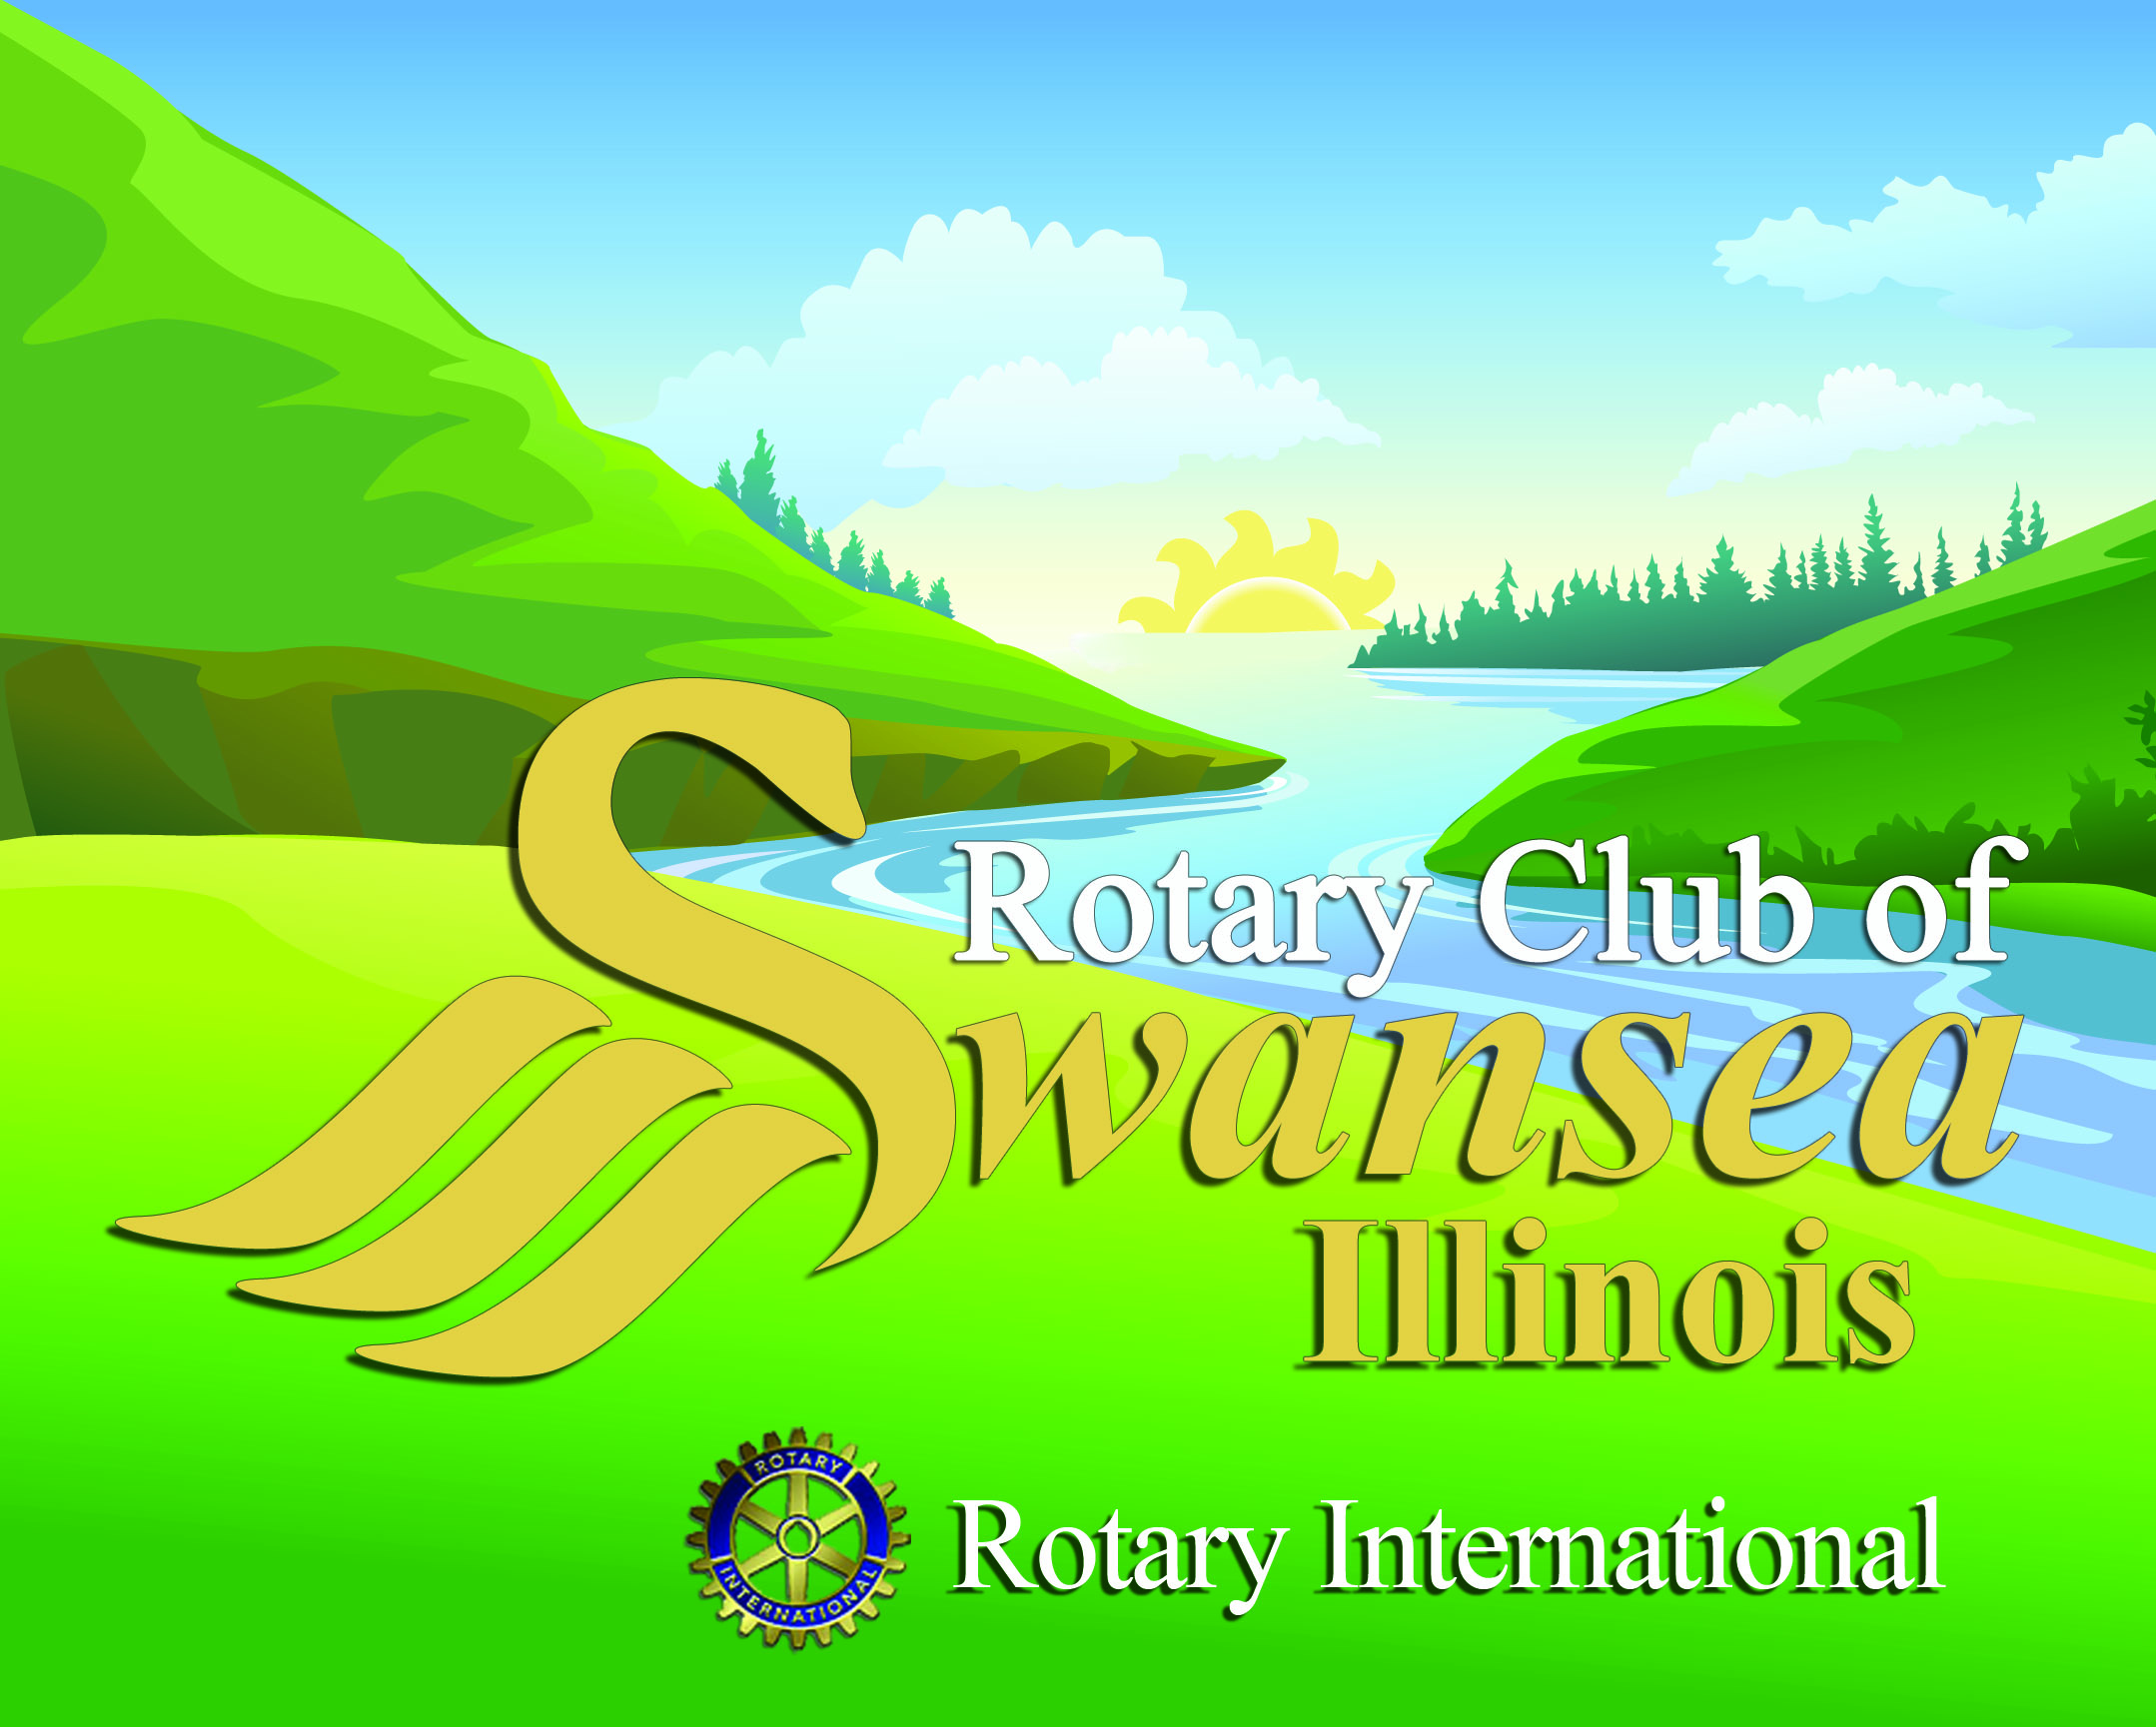 Rotary Club of
Swansea
Illinois
ROTARY
INTERNATIONAL
Rotary International